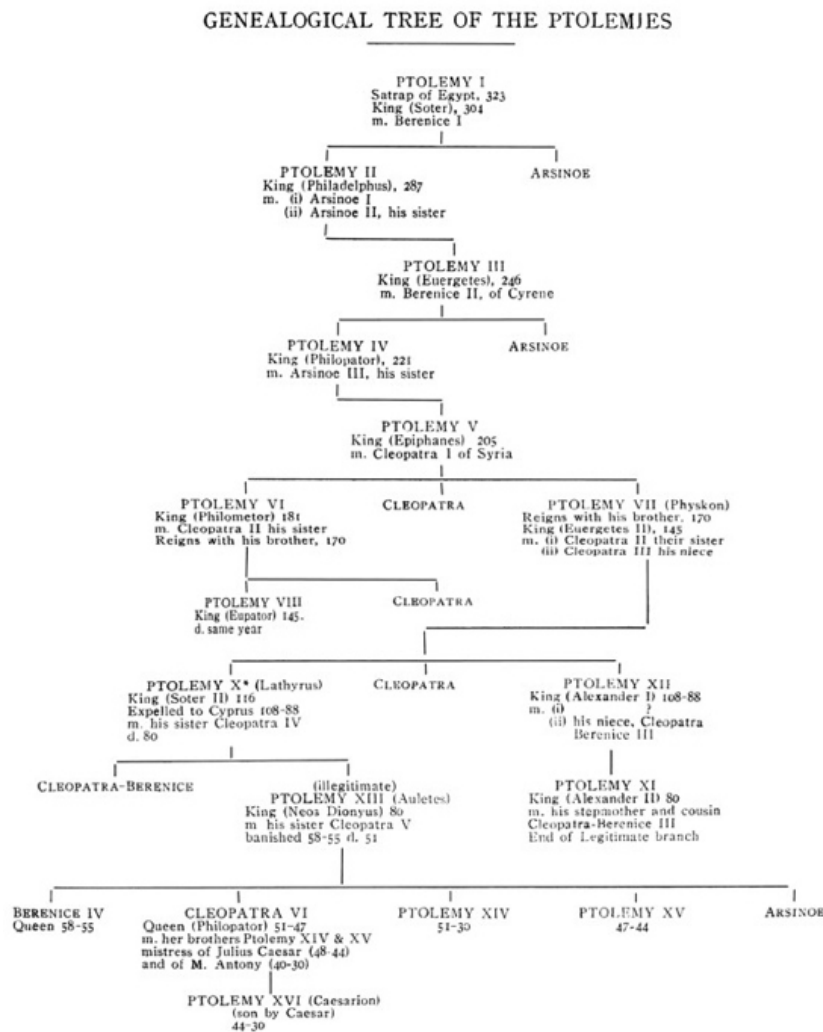 GENEALOGICAL TREE OF THE PTOLEMIES
PTOLEMY I
Satrap of Egypt, 323
King (Soter), 304
m. Berenice I
PTOLEMY II
King (Philadelphus), 287
m. (i) Arsinoe I
(ii) Arsinoe II, his sister
ARSINOE
PTOLEMY III
King (Euergetes), 246
m. Berenice II, of Cyrene
PTOLEMY IV
King (Philopator), 221
m. Arsinoe III, his sister
ARSINOE
PTOLEMY V
King (Epiphanes) 205
m. Cleopatra I of Syria
PTOLEMY VI
King (Philometor) 181
m. Cleopatra II his sister
Reigns with his brother, 170
CLEOPATRA
PTOLEMY VII (Physkon)
Reigns with his brother, 170
King (Euergetes II), 145
m. (i) Cleopatra II their sister
(ii) Cleopatra III his niece
PTOLEMY VIII
King (Eupator) 145.
d. same year
CLEOPATRA
PTOLEMY X* (Lathyrus)
King (Soter II) 116
Expelled to Cyprus 108-88
m. his sister Cleopatra IV
d. 80
CLEOPATRA
PTOLEMY XII
King (Alexander I) 108-88
m. (i) ?
(ii) his niece, Cleopatra
Berenice III
CLEOPATRA-BERENICE
(illegitimate)
PTOLEMY XIII (Auletes)
King (Neos Dionyus) 80
m his sister Cleopatra V
banished 58-55 d. 51
PTOLEMY XI
King (Alexander II) 80
m. his stepmother and cousin
Cleopatra-Berenice III
End of Legitimate branch
BERENICE IV
Queen 58-55
CLEOPATRA VI
Queen (Philopator) 51-47
m. her brothers Ptolemy XIV & XV
mistress of Julius Caesar (48-44)
and of M. Antony (40-30)
PTOLEMY XIV
51-30
PTOLEMY XV
47-44
ARSINOE
PTOLEMY XVI (Caesarion)
(son by Caesar)
44-30